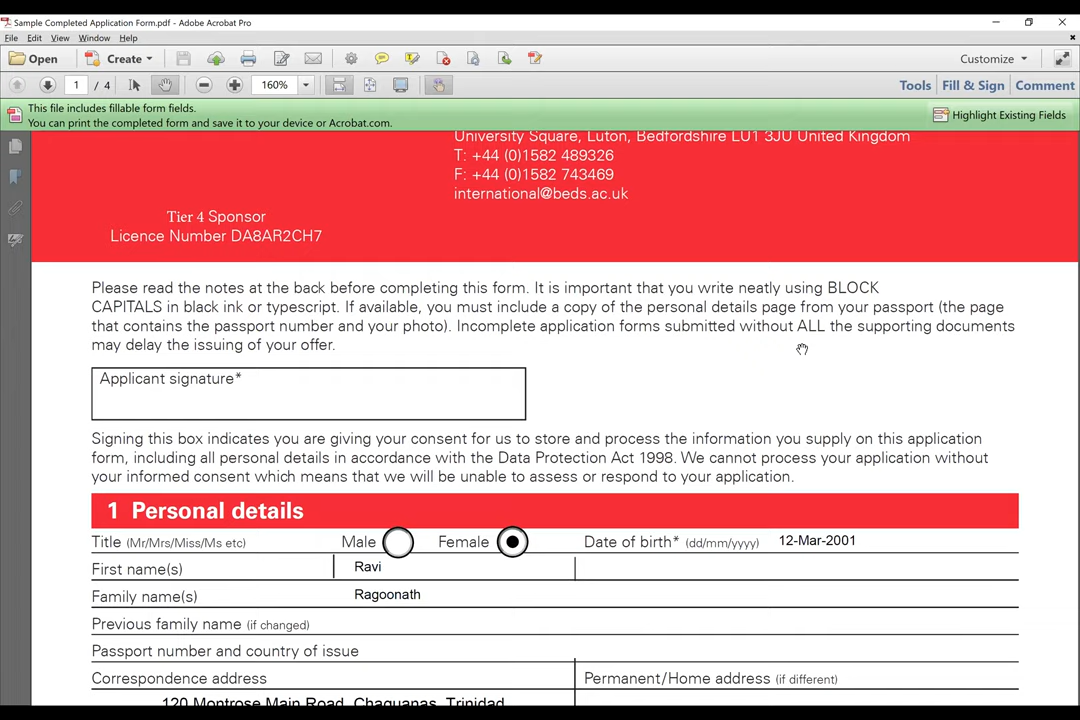 Sample Completed Application Form.pdf - Adobe Acrobat Pro
File Edit View Window Help
Open Create Customize
1 / 4 160% Tools Fill & Sign Comment
This file includes fillable form fields.
You can print the completed form and save it to your device or Acrobat.com.
Highlight Existing Fields
University Square, Luton, Bedfordshire LU1 3JU United Kingdom
T: +44 (0)1582 489326
F: +44 (0)1582 743469
international@beds.ac.uk
Tier 4 Sponsor
Licence Number DA8AR2CH7
Please read the notes at the back before completing this form. It is important that you write neatly using BLOCK
CAPITALS in black ink or typescript. If available, you must include a copy of the personal details page from your passport (the page
that contains the passport number and your photo). Incomplete application forms submitted without ALL the supporting documents
may delay the issuing of your offer.
Applicant signature*
Signing this box indicates you are giving your consent for us to store and process the information you supply on this application
form, including all personal details in accordance with the Data Protection Act 1998. We cannot process your application without
your informed consent which means that we will be unable to assess or respond to your application.
1 Personal details
Title (Mr/Mrs/Miss/Ms etc) Male Female Date of birth* (dd/mm/yyyy) 12-Mar-2001
First name(s) Ravi
Family name(s) Ragoonath
Previous family name (if changed)
Passport number and country of issue
Correspondence address Permanent/Home address (if different)
120 Montrose Main Road, Chaguanas, Trinidad